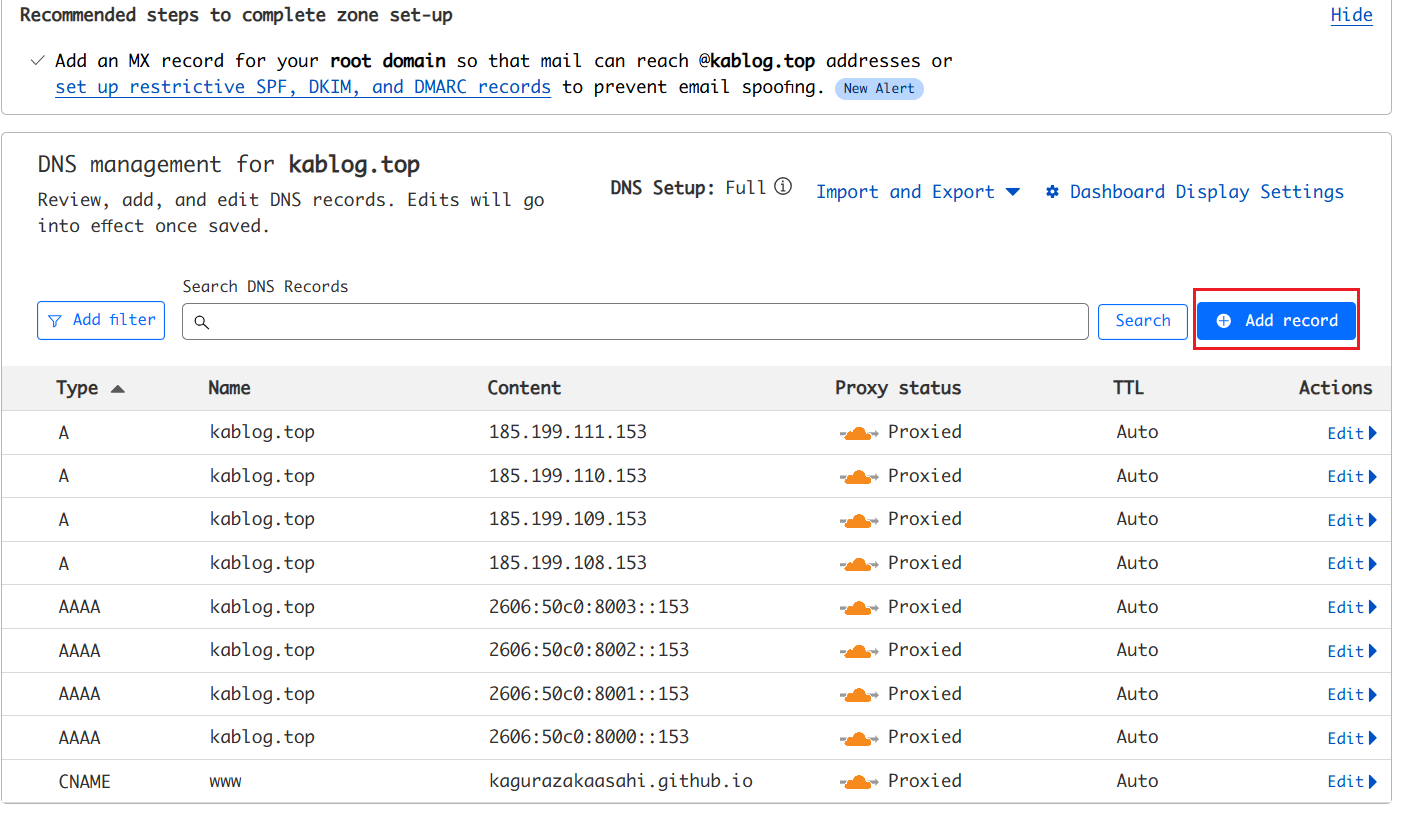 Recommended steps to complete zone set-up
Hide
Add an MX record for your root domain so that mail can reach @kablog.top addresses or
set up restrictive SPF, DKIM, and DMARC records to prevent email spoofing. New Alert
DNS management for kablog.top
Review, add, and edit DNS records. Edits will go
into effect once saved.
DNS Setup: Full
Import and Export
Dashboard Display Settings
Search DNS Records
Add filter
Search
Add record
Type Name Content Proxy status TTL Actions
A kablog.top 185.199.111.153 Proxied Auto Edit
A kablog.top 185.199.110.153 Proxied Auto Edit
A kablog.top 185.199.109.153 Proxied Auto Edit
A kablog.top 185.199.108.153 Proxied Auto Edit
AAAA kablog.top 2606:50c0:8003::153 Proxied Auto Edit
AAAA kablog.top 2606:50c0:8002::153 Proxied Auto Edit
AAAA kablog.top 2606:50c0:8001::153 Proxied Auto Edit
AAAA kablog.top 2606:50c0:8000::153 Proxied Auto Edit
CNAME www kagurazakaasahi.github.io Proxied Auto Edit